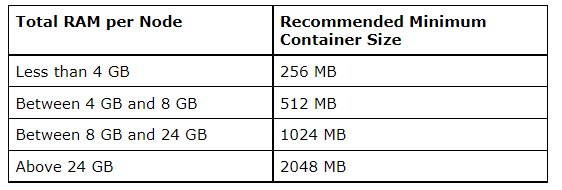 Total RAM per Node
Recommended Minimum
Container Size
Less than 4 GB
256 MB
Between 4 GB and 8 GB
512 MB
Between 8 GB and 24 GB
1024 MB
Above 24 GB
2048 MB